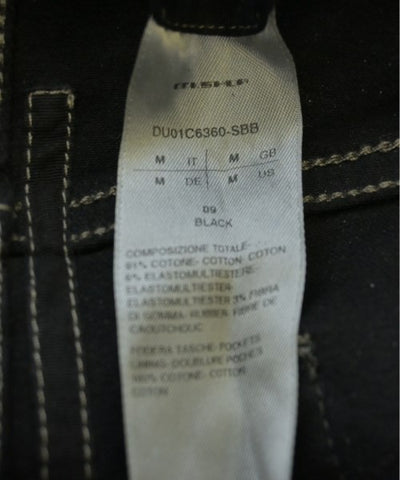 DU01C6360-SBB
M IT M GB
M DE M US
09
BLACK
COMPOSIZIONE TOTALE-
91% COTONE- COTTON- COTON
6% ELASTOMULTIESTERE-
ELASTOMULTIESTER-
ELASTOMULTIESTER 3% FIBRA
DI GOMMA- RUBBER- FIBRE DE
CAOUTCHOUC
FODERA TASCHE- POCKETS
LINING- DOUBLURE POCHES
100% COTONE- COTTON-
COTON